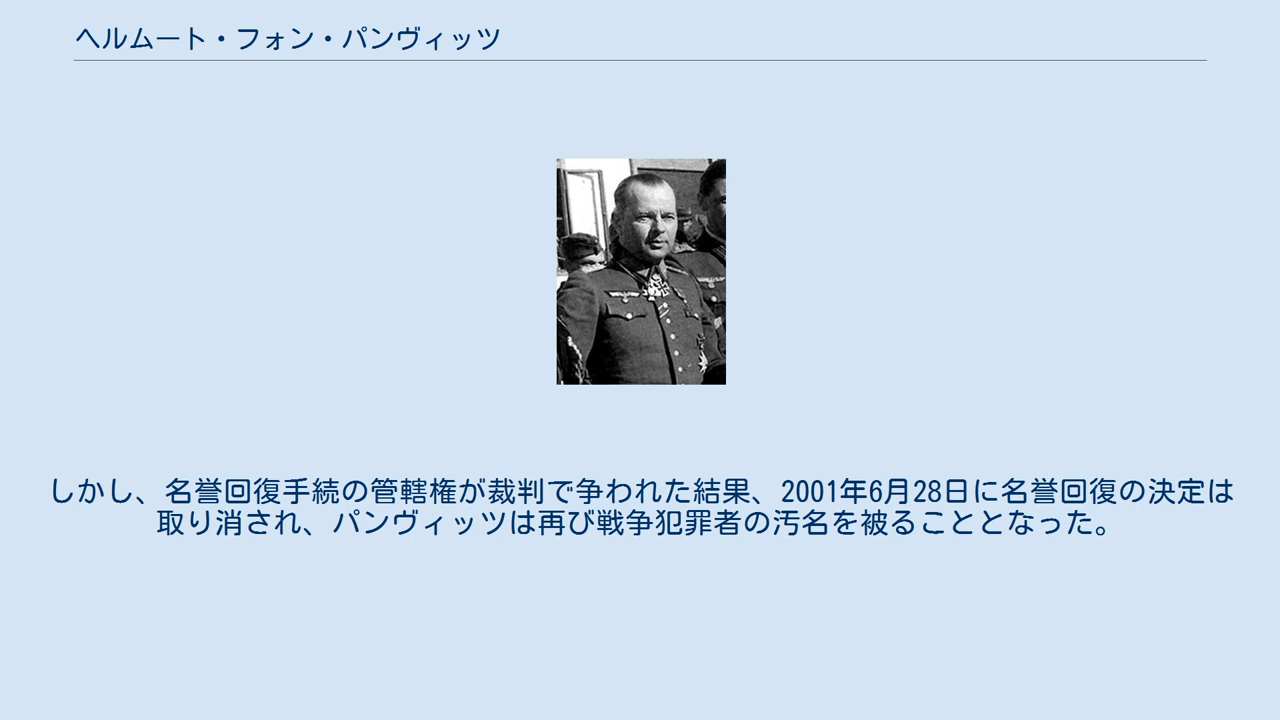 ヘルムート・フォン・パンヴィッツ
しかし、名誉回復手続の管轄権が裁判で争われた結果、2001年6月28日に名誉回復の決定は
取り消され、パンヴィッツは再び戦争犯罪者の汚名を被ることとなった。